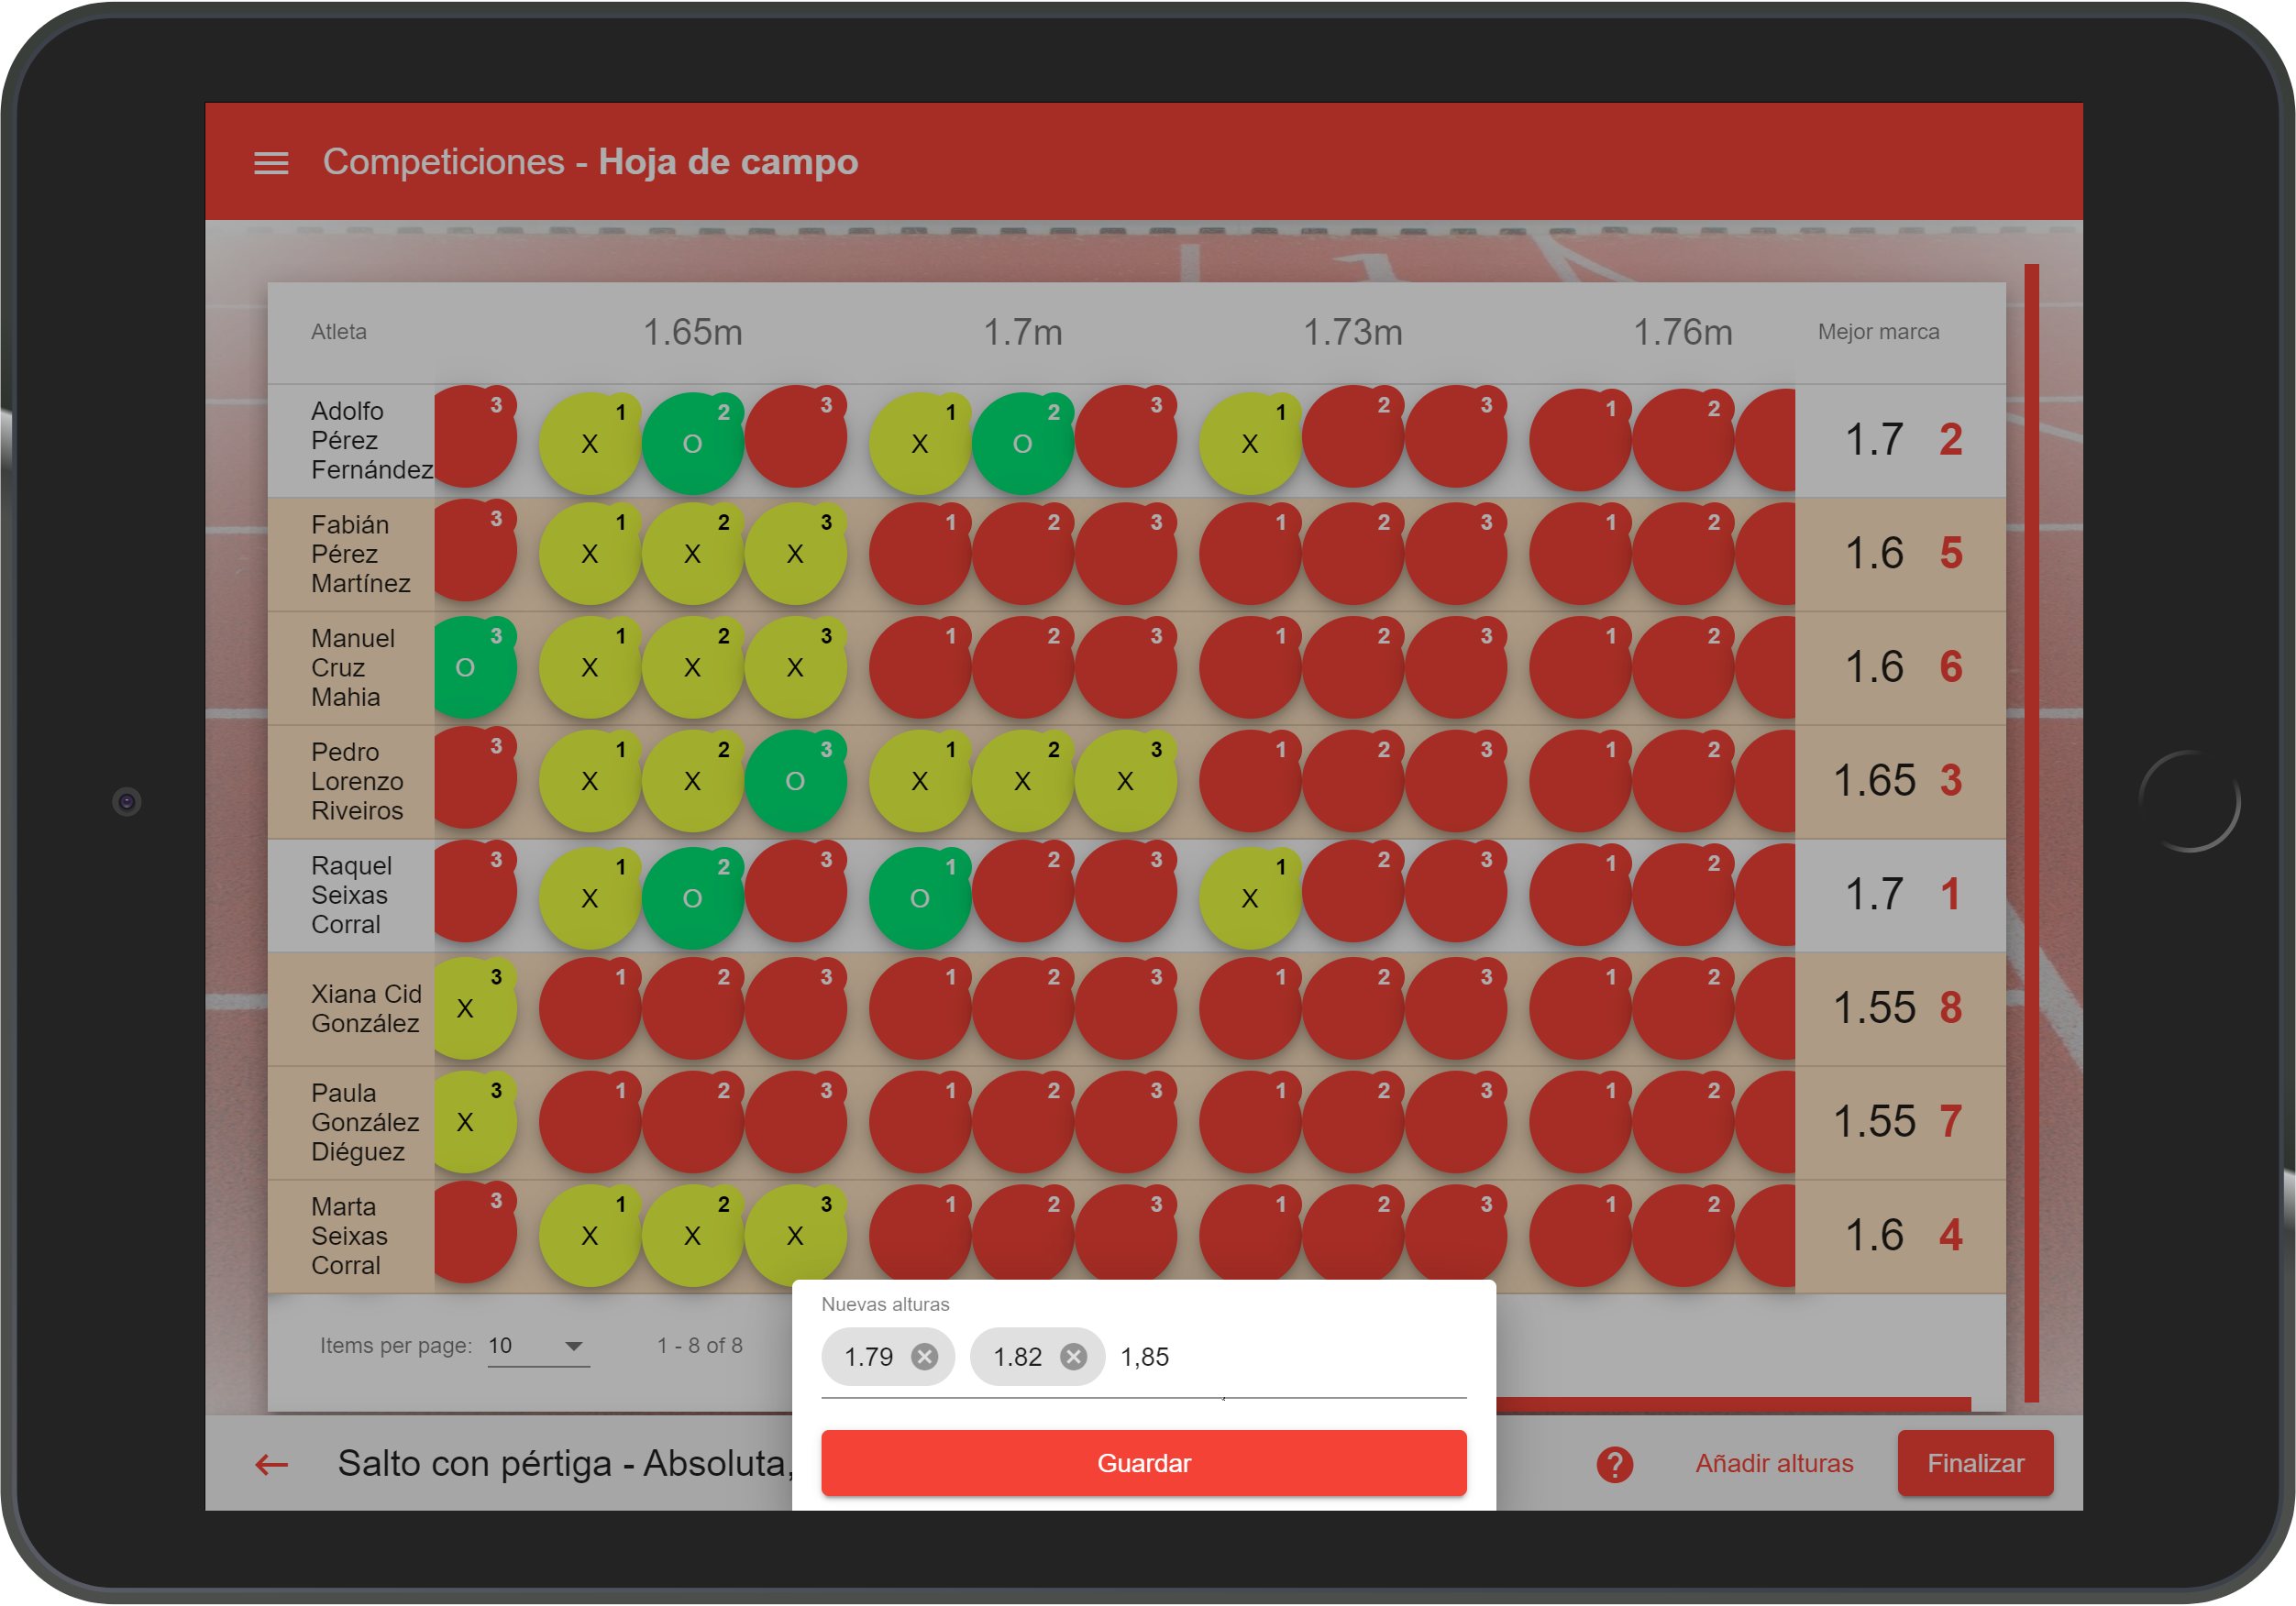 Competiciones - Hoja de campo
Atleta 1.65m 1.7m 1.73m 1.76m Mejor marca
Adolfo
Pérez
Fernández
3 1 X 2 O 3 1 X 2 O 3 1 X 2 3 1 2 1.7 2
Fabián
Pérez
Martínez
3 1 X 2 X 3 X 1 2 3 1 2 3 1 2 1.6 5
Manuel
Cruz
Mahia
3 O 1 X 2 X 3 X 1 2 3 1 2 3 1 2 1.6 6
Pedro
Lorenzo
Riveiros
3 1 X 2 X 3 O 1 X 2 X 3 X 1 2 3 1 2 1.65 3
Raquel
Seixas
Corral
3 1 X 2 O 3 1 O 2 3 1 X 2 3 1 2 1.7 1
Xiana Cid
González
3 X 1 2 3 1 2 3 1 2 3 1 2 1.55 8
Paula
González
Diéguez
3 X 1 2 3 1 2 3 1 2 3 1 2 1.55 7
Marta
Seixas
Corral
3 1 X 2 X 3 X 1 2 3 1 2 3 1 2 1.6 4
Items per page: 10 1 - 8 of 8
Nuevas alturas
1.79 1.82 1,85
Guardar
Salto con pértiga - Absoluta,
? Añadir alturas Finalizar